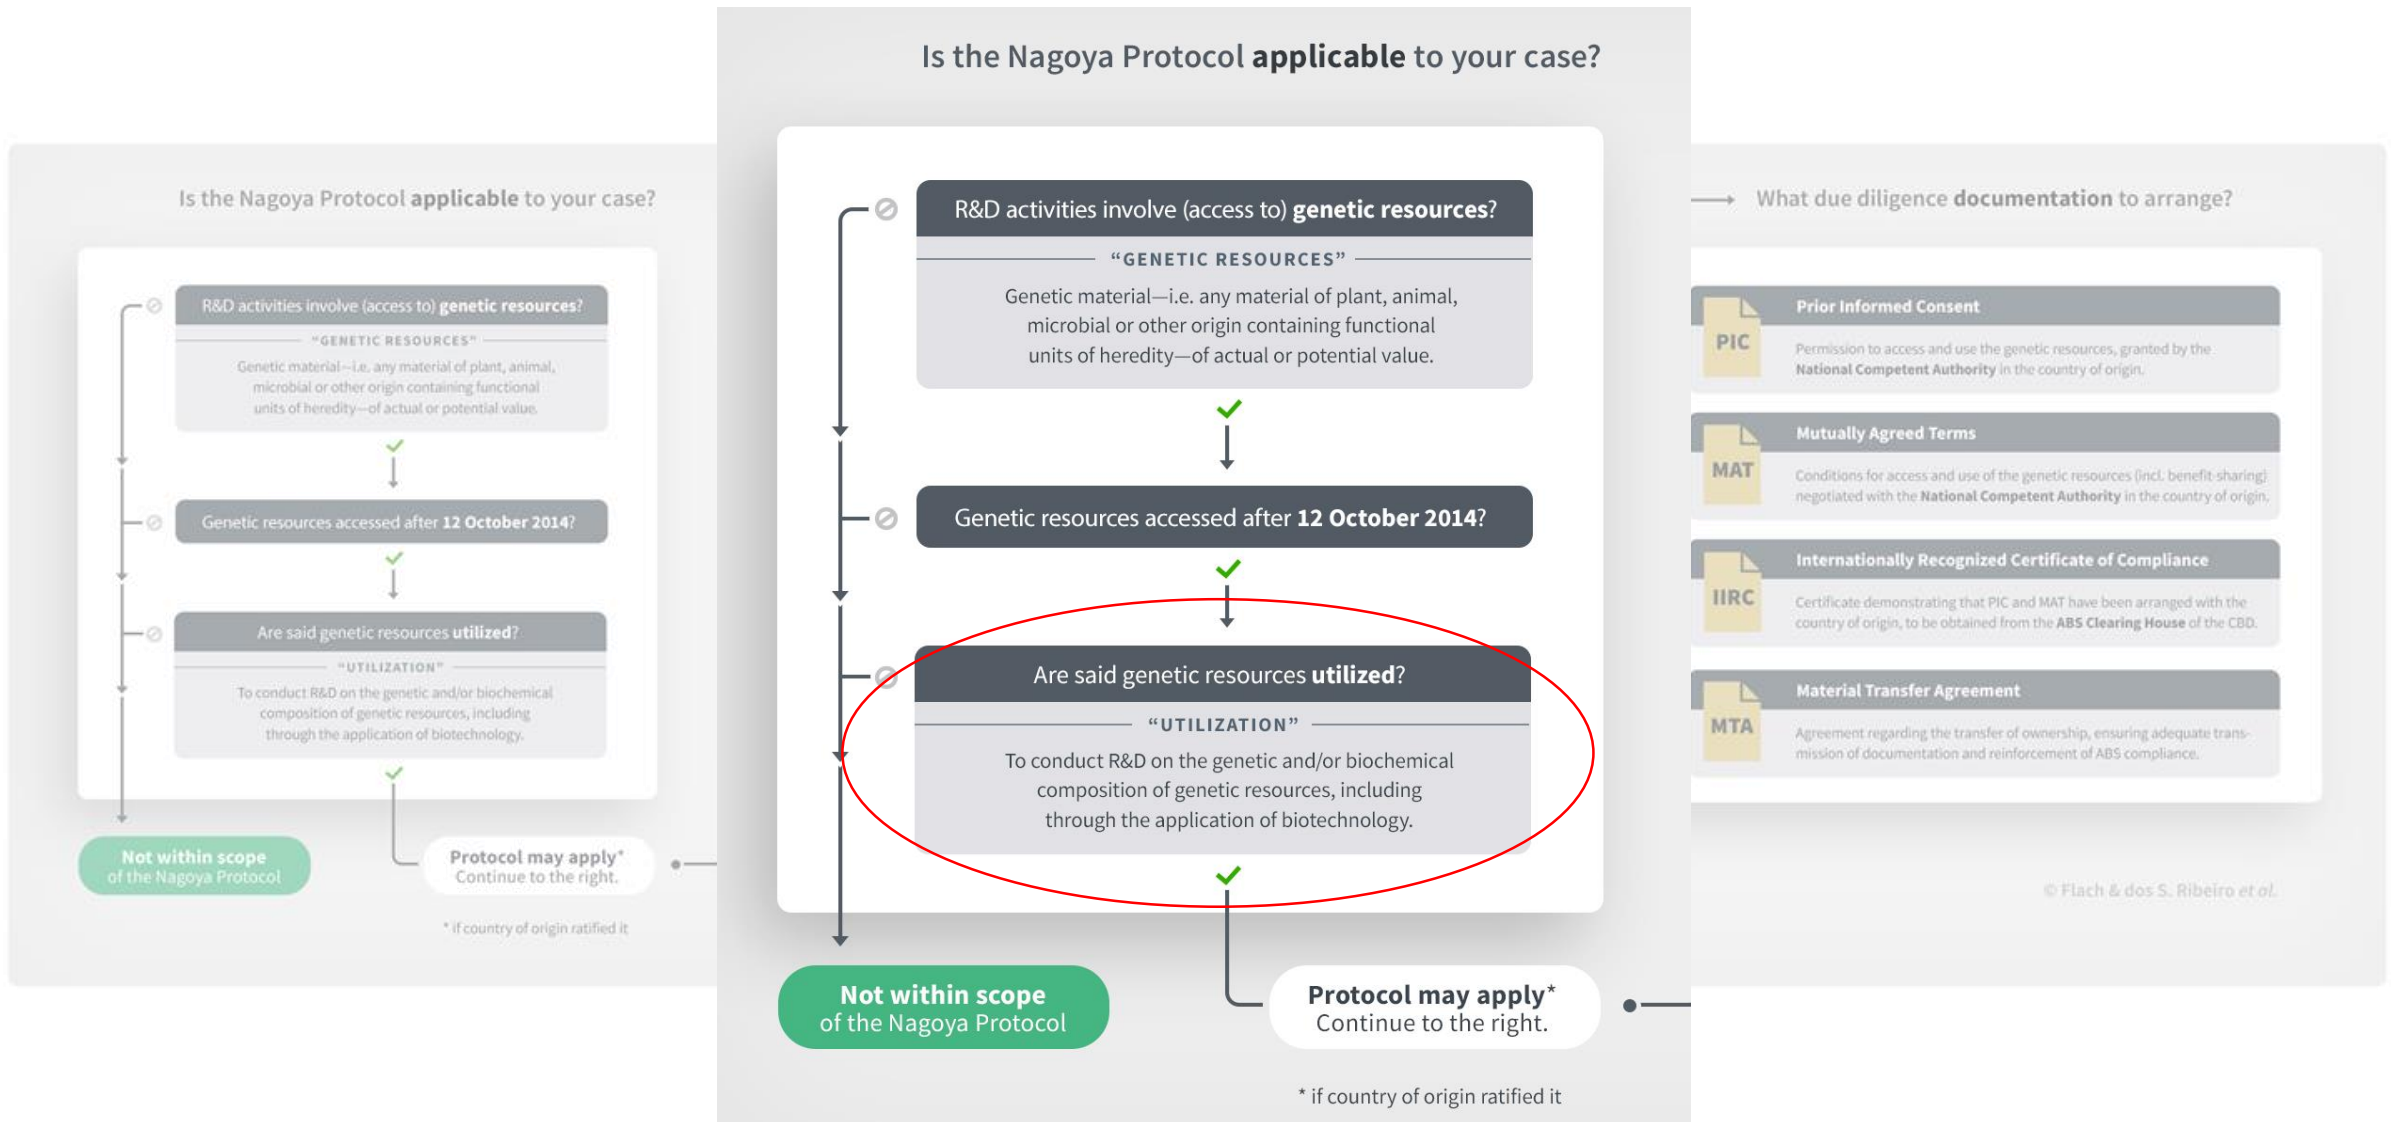 Is the Nagoya Protocol applicable to your case?
R&D activities involve (access to) genetic resources?
"GENETIC RESOURCES"
Genetic material—i.e. any material of plant, animal,
microbial or other origin containing functional
units of heredity—of actual or potential value.
Genetic resources accessed after 12 October 2014?
Are said genetic resources utilized?
"UTILIZATION"
To conduct R&D on the genetic and/or biochemical
composition of genetic resources, including
through the application of biotechnology.
Not within scope
of the Nagoya Protocol
Protocol may apply*
Continue to the right.
* if country of origin ratified it
Is the Nagoya Protocol applicable to your case?
R&D activities involve (access to) genetic resources?
“GENETIC RESOURCES”
Genetic material—i.e. any material of plant, animal,
microbial or other origin containing functional
units of heredity—of actual or potential value.
Genetic resources accessed after 12 October 2014?
Are said genetic resources utilized?
“UTILIZATION”
To conduct R&D on the genetic and/or biochemical
composition of genetic resources, including
through the application of biotechnology.
Not within scope
of the Nagoya Protocol
Protocol may apply*
Continue to the right.
* if country of origin ratified it
What due diligence documentation to arrange?
PIC
Prior Informed Consent
Permission to access and use the genetic resources, granted by the
National Competent Authority in the country of origin.
MAT
Mutually Agreed Terms
Conditions for access and use of the genetic resources (incl. benefit-sharing)
negotiated with the National Competent Authority in the country of origin.
IIRC
Internationally Recognized Certificate of Compliance
Certificate demonstrating that PIC and MAT have been arranged with the
country of origin, to be obtained from the ABS Clearing House of the CBD.
MTA
Material Transfer Agreement
Agreement regarding the transfer of ownership, ensuring adequate trans-
mission of documentation and reinforcement of ABS compliance.
© Flach & dos S. Ribeiro et al.